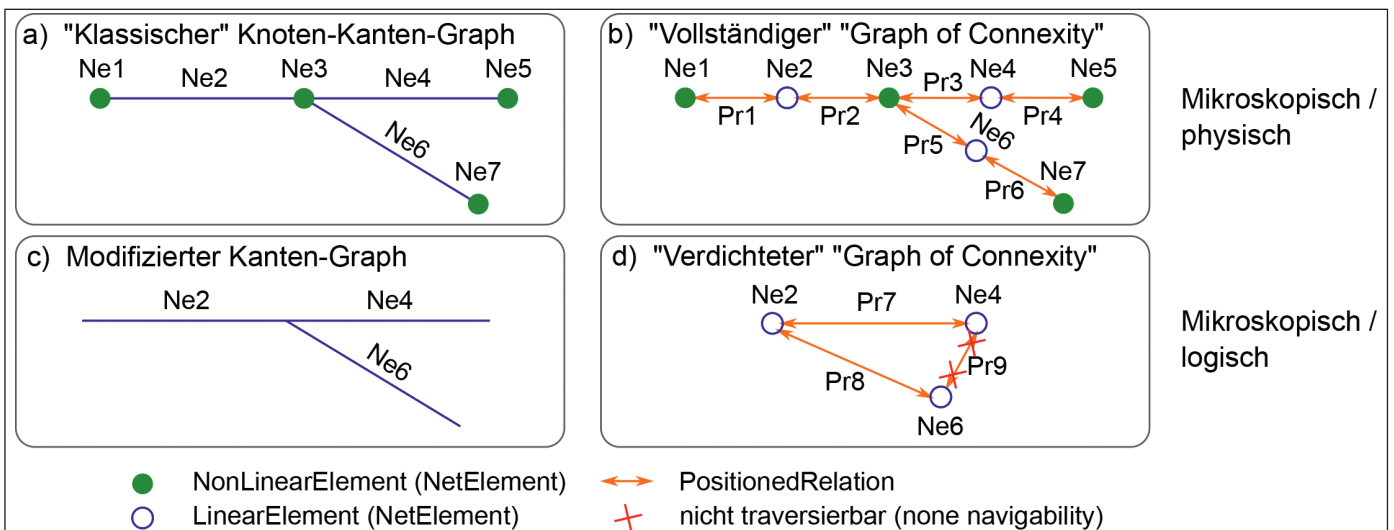 a) "Klassischer" Knoten-Kanten-Graph
Ne1 Ne2 Ne3 Ne4 Ne5
Ne6
Ne7
b) "Vollständiger" "Graph of Connexity"
Ne1 Ne2 Ne3 Pr3 Ne4 Ne5
Pr1 Pr2 Pr4
Pr5 Ne6
Pr6 Ne7
Mikroskopisch /
physisch
c) Modifizierter Kanten-Graph
Ne2 Ne4
Ne6
d) "Verdichteter" "Graph of Connexity"
Ne2 Pr7 Ne4
Pr8 Pr9
Ne6
Mikroskopisch /
logisch
NonLinearElement (NetElement)
PositionedRelation
LinearElement (NetElement)
nicht traversierbar (none navigability)